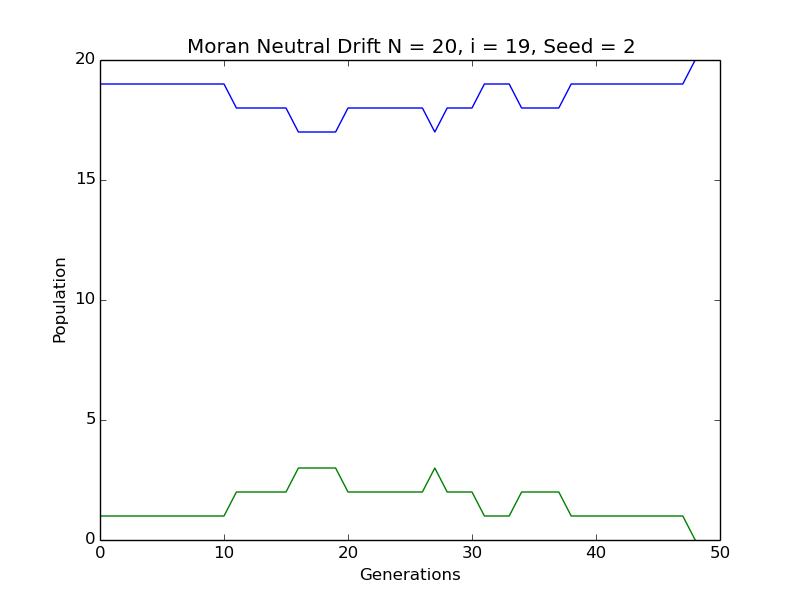 Moran Neutral Drift N = 20, i = 19, Seed = 2
20
15
10
5
0
Population
0 10 20 30 40 50
Generations